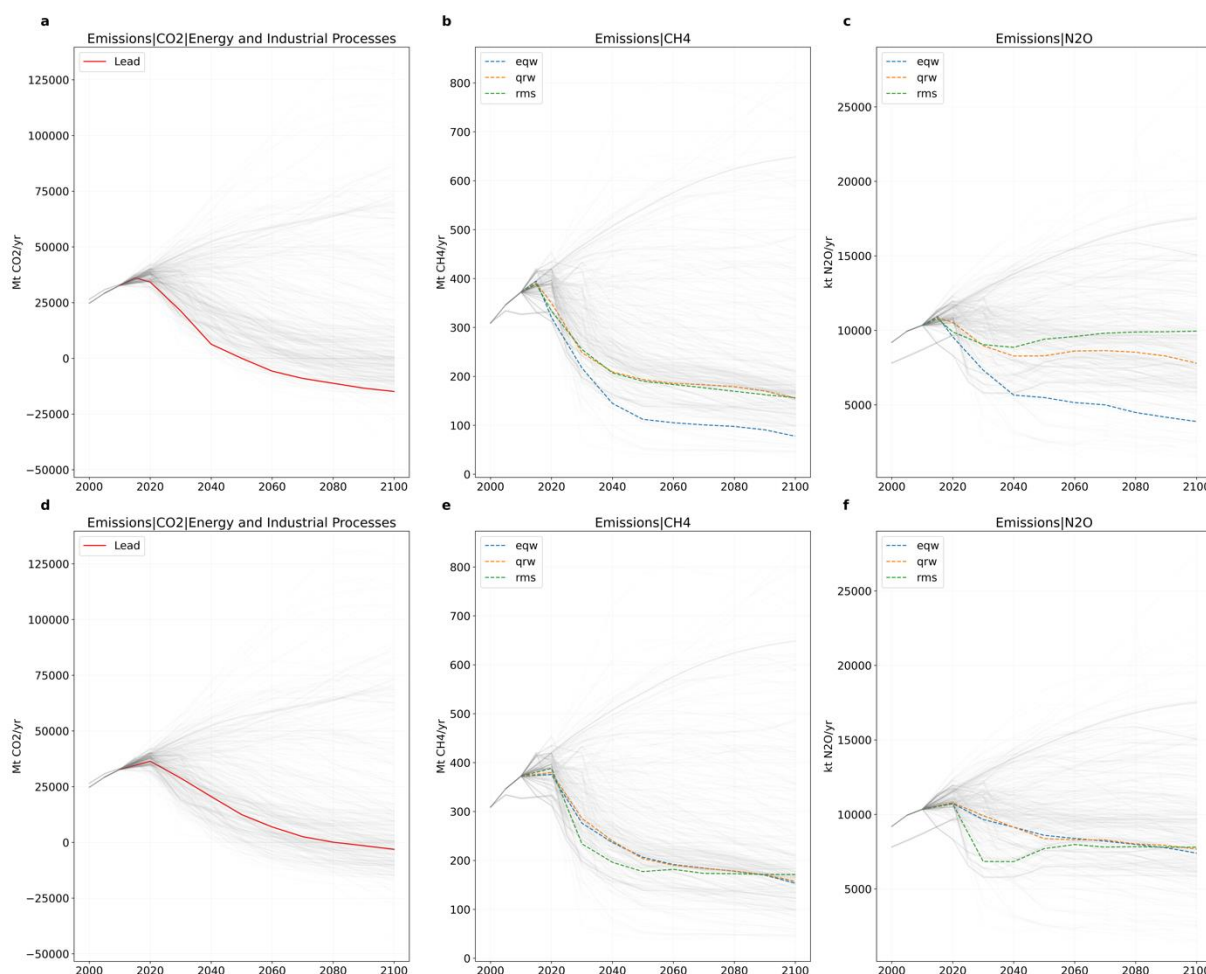 a
Emissions|CO2|Energy and Industrial Processes
Lead
Mt CO2/yr
125000
100000
75000
50000
25000
0
−25000
−50000
2000 2020 2040 2060 2080 2100
b
Emissions|CH4
eqw
qrw
rms
Mt CH4/yr
800
700
600
500
400
300
200
100
0
2000 2020 2040 2060 2080 2100
c
Emissions|N2O
eqw
qrw
rms
kt N2O/yr
25000
20000
15000
10000
5000
2000 2020 2040 2060 2080 2100
d
Emissions|CO2|Energy and Industrial Processes
Lead
Mt CO2/yr
125000
100000
75000
50000
25000
0
−25000
−50000
2000 2020 2040 2060 2080 2100
e
Emissions|CH4
eqw
qrw
rms
Mt CH4/yr
800
700
600
500
400
300
200
100
0
2000 2020 2040 2060 2080 2100
f
Emissions|N2O
eqw
qrw
rms
kt N2O/yr
25000
20000
15000
10000
5000
2000 2020 2040 2060 2080 2100